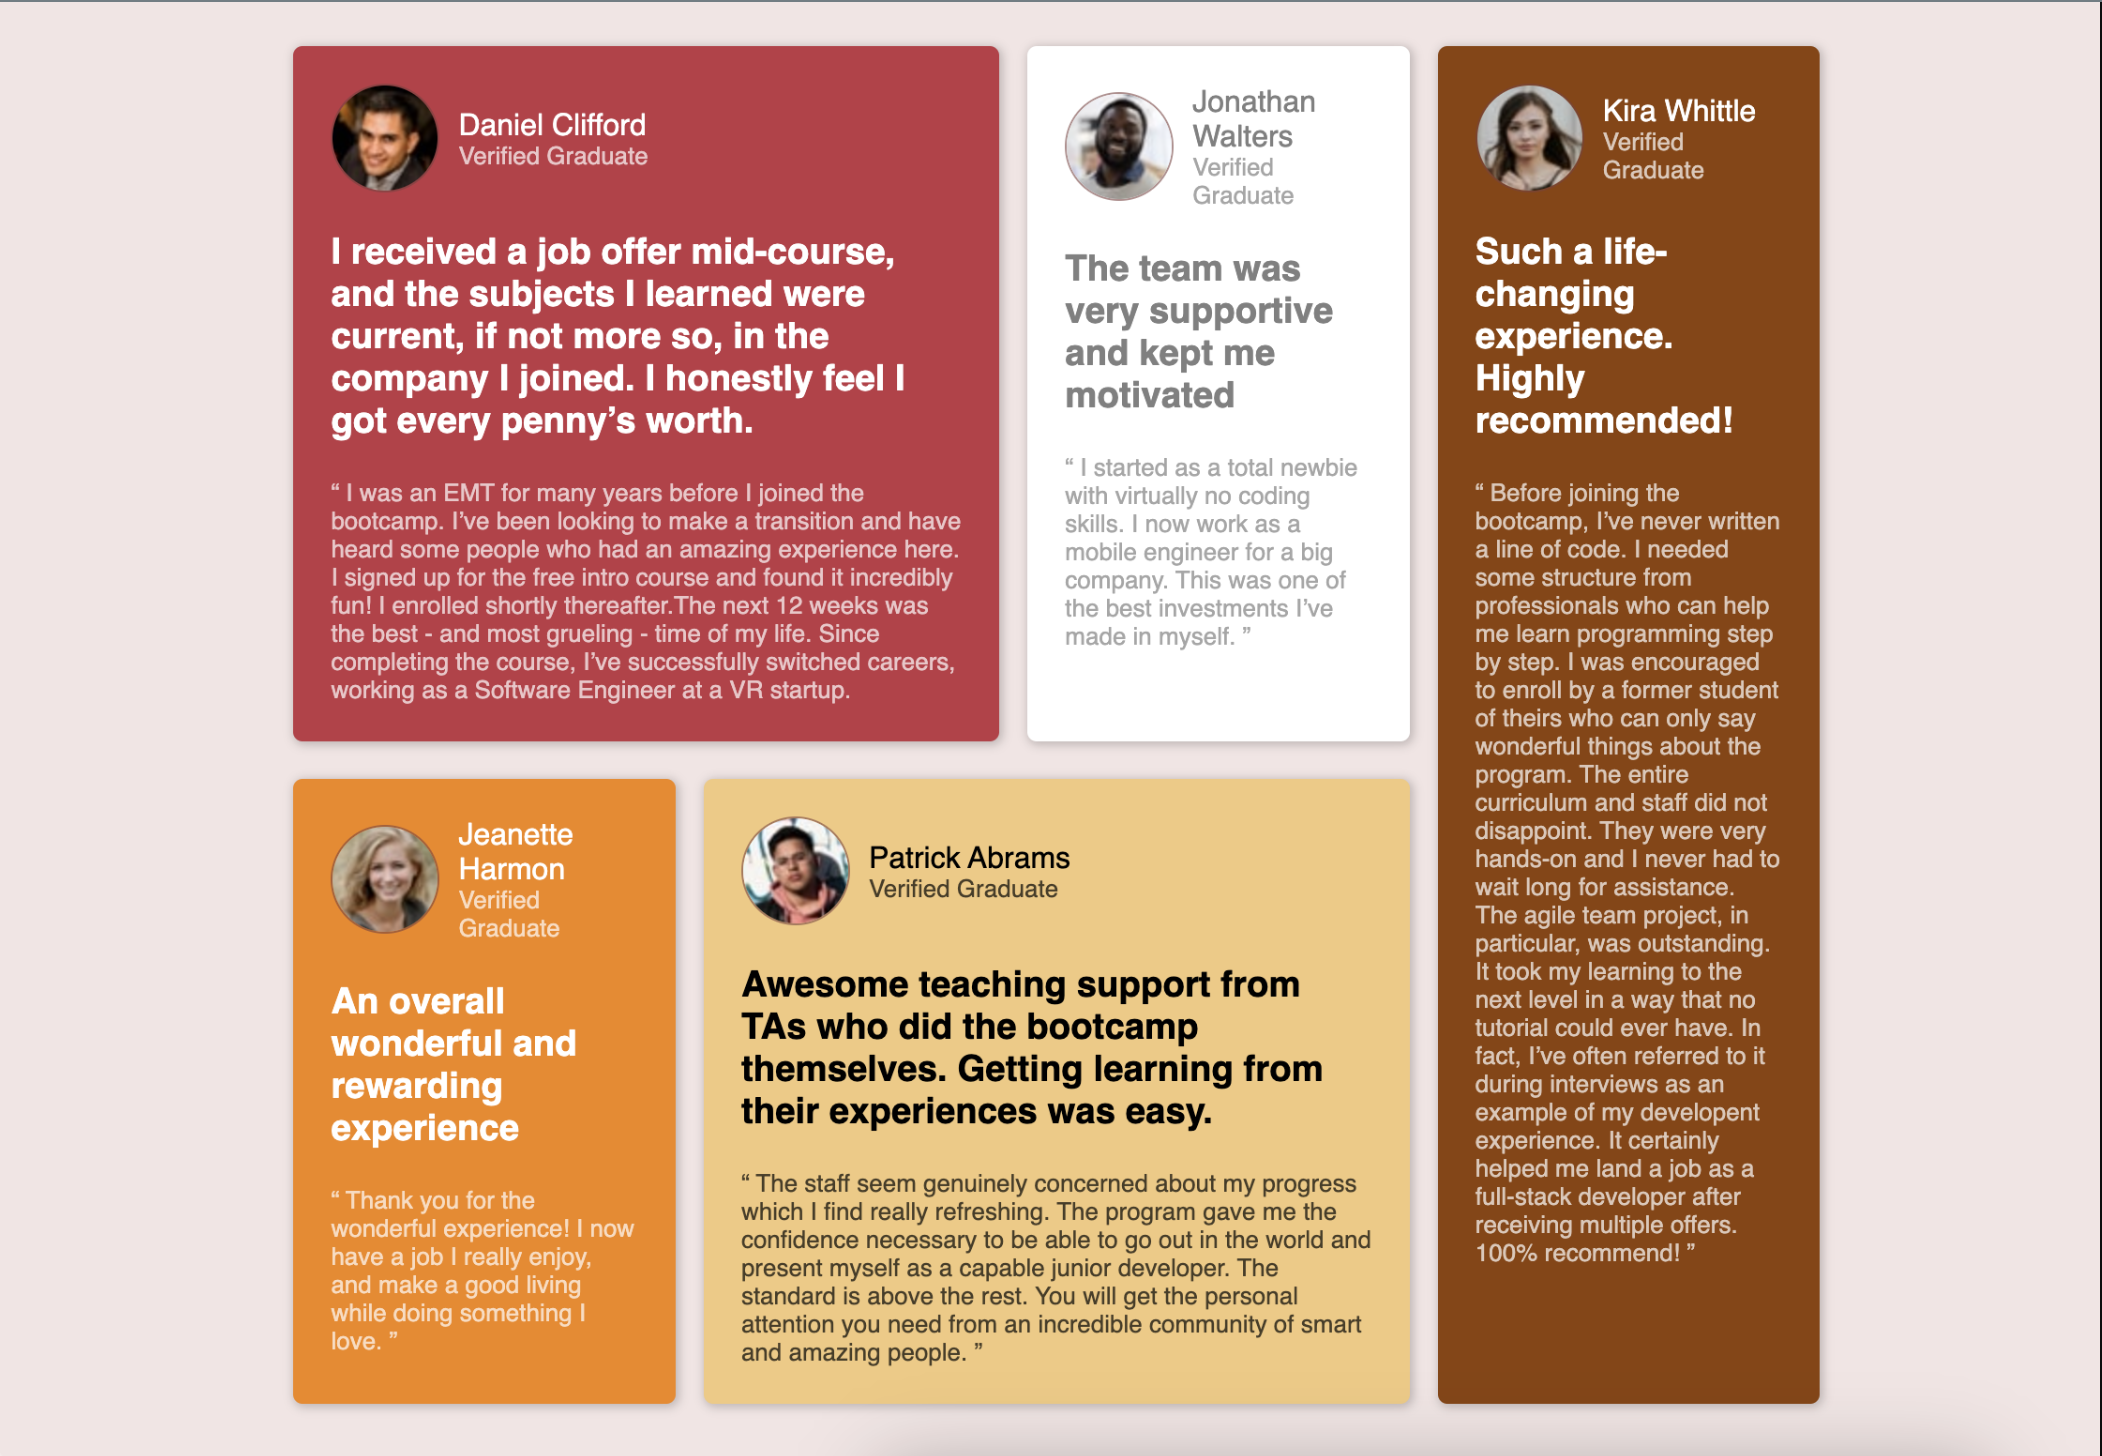 Daniel Clifford
Verified Graduate
I received a job offer mid-course,
and the subjects I learned were
current, if not more so, in the
company I joined. I honestly feel I
got every penny’s worth.
“ I was an EMT for many years before I joined the
bootcamp. I’ve been looking to make a transition and have
heard some people who had an amazing experience here.
I signed up for the free intro course and found it incredibly
fun! I enrolled shortly thereafter.The next 12 weeks was
the best - and most grueling - time of my life. Since
completing the course, I’ve successfully switched careers,
working as a Software Engineer at a VR startup.
Jonathan
Walters
Verified
Graduate
The team was
very supportive
and kept me
motivated
“ I started as a total newbie
with virtually no coding
skills. I now work as a
mobile engineer for a big
company. This was one of
the best investments I’ve
made in myself. ”
Kira Whittle
Verified
Graduate
Such a life-
changing
experience.
Highly
recommended!
“ Before joining the
bootcamp, I’ve never written
a line of code. I needed
some structure from
professionals who can help
me learn programming step
by step. I was encouraged
to enroll by a former student
of theirs who can only say
wonderful things about the
program. The entire
curriculum and staff did not
disappoint. They were very
hands-on and I never had to
wait long for assistance.
The agile team project, in
particular, was outstanding.
It took my learning to the
next level in a way that no
tutorial could ever have. In
fact, I’ve often referred to it
during interviews as an
example of my developent
experience. It certainly
helped me land a job as a
full-stack developer after
receiving multiple offers.
100% recommend! ”
Jeanette
Harmon
Verified
Graduate
An overall
wonderful and
rewarding
experience
“ Thank you for the
wonderful experience! I now
have a job I really enjoy,
and make a good living
while doing something I
love. ”
Patrick Abrams
Verified Graduate
Awesome teaching support from
TAs who did the bootcamp
themselves. Getting learning from
their experiences was easy.
“ The staff seem genuinely concerned about my progress
which I find really refreshing. The program gave me the
confidence necessary to be able to go out in the world and
present myself as a capable junior developer. The
standard is above the rest. You will get the personal
attention you need from an incredible community of smart
and amazing people. ”